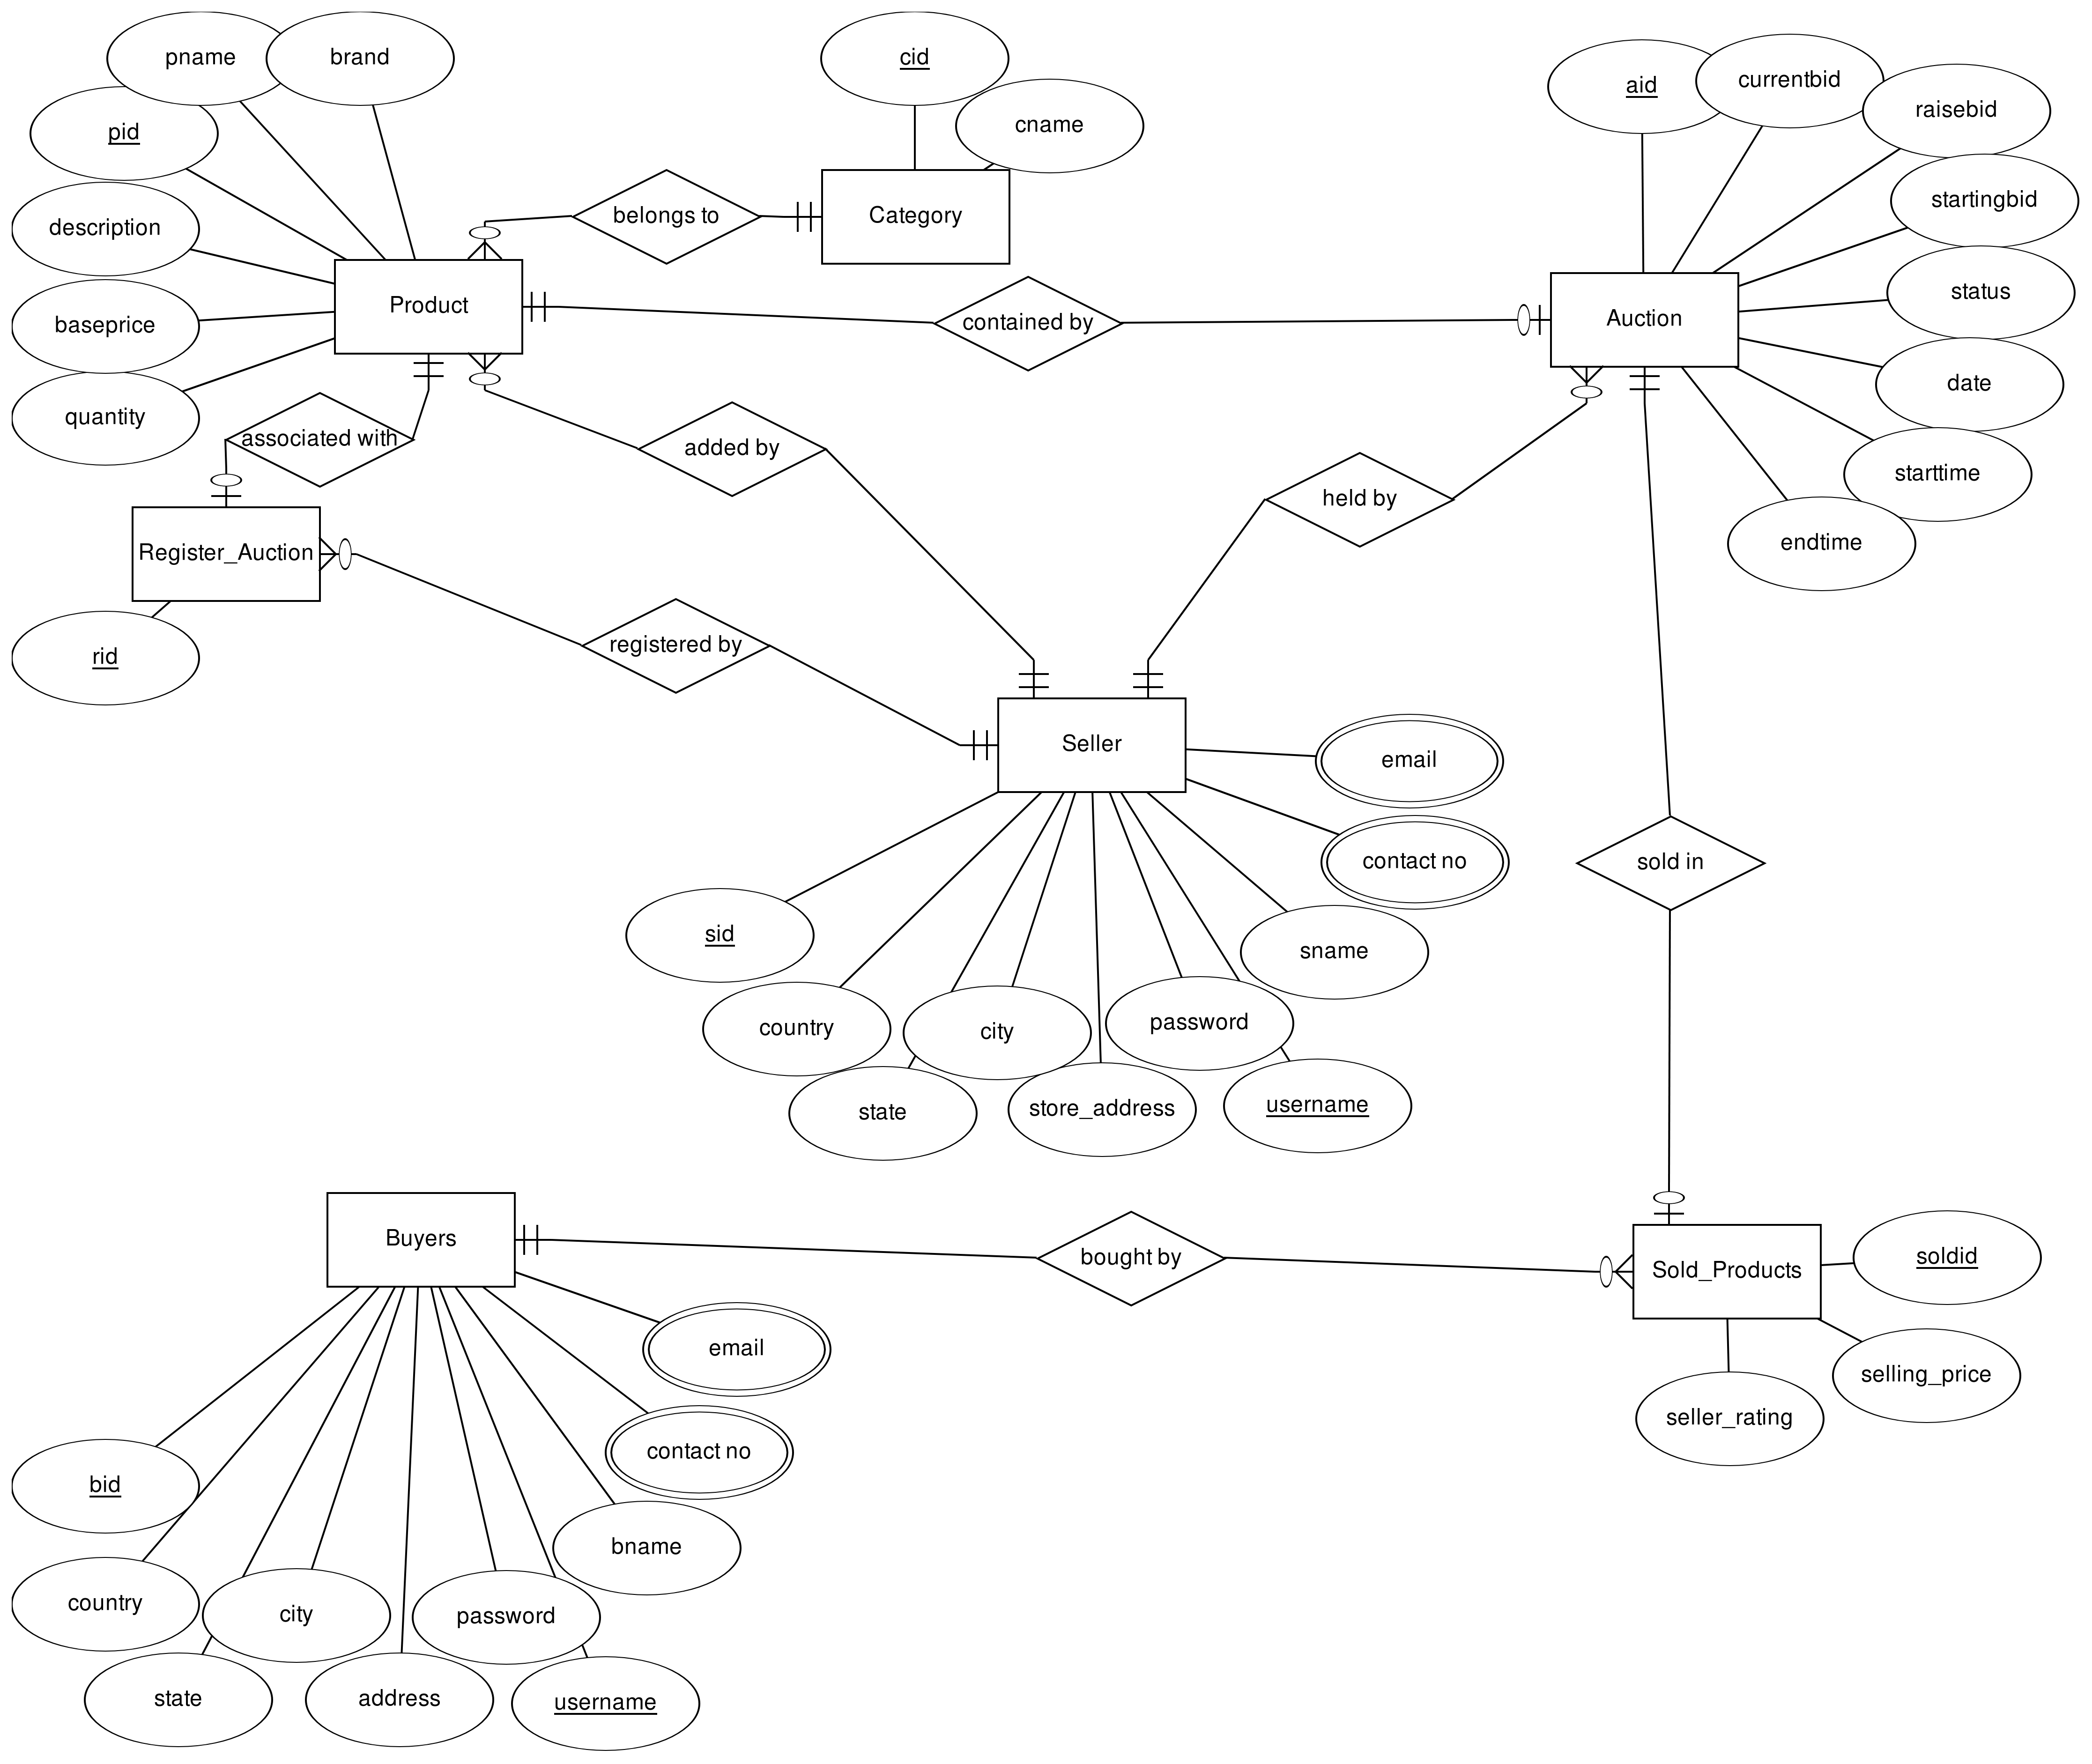 pname
brand
pid
description
baseprice
quantity
Product
belongs to
cid
cname
Category
contained by
aid
currentbid
raisebid
startingbid
status
date
starttime
endtime
Auction
associated with
added by
held by
Register_Auction
rid
registered by
Seller
email
contact no
sname
sid
country
city
password
state
store_address
username
sold in
Buyers
bought by
Sold_Products
soldid
selling_price
seller_rating
email
contact no
bname
bid
country
city
password
state
address
username